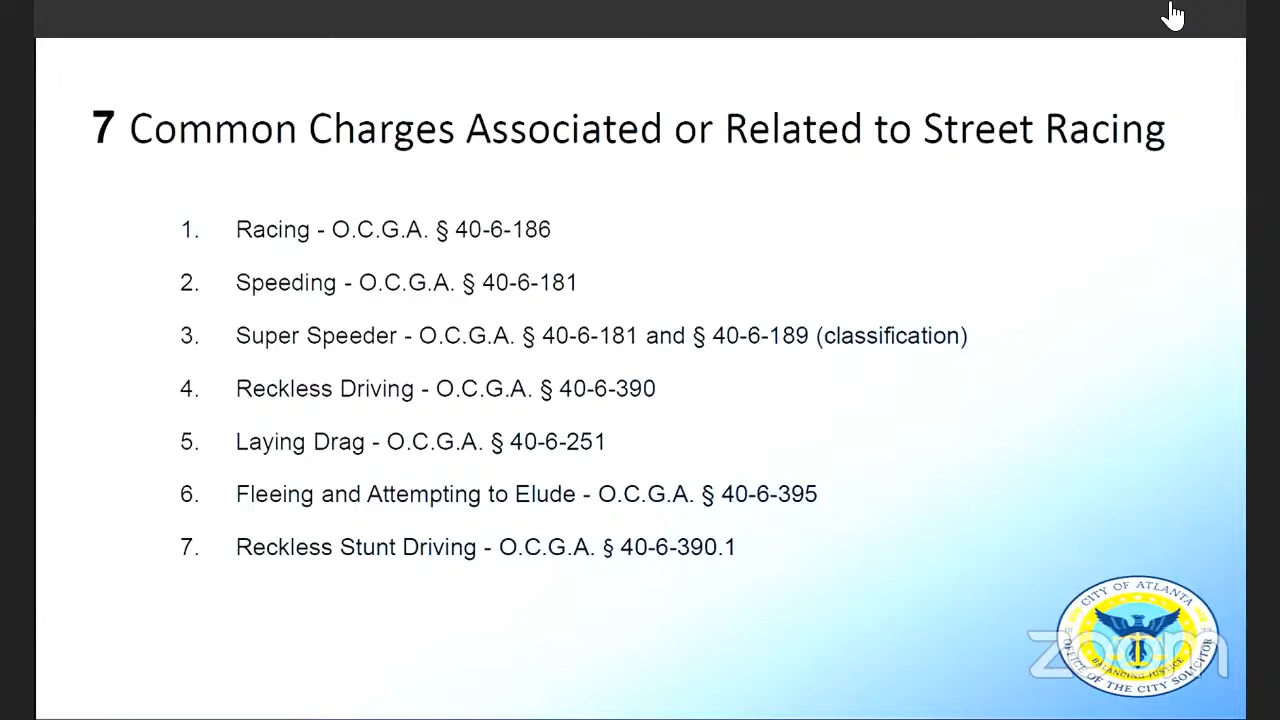 7 Common Charges Associated or Related to Street Racing
1. Racing - O.C.G.A. § 40-6-186
2. Speeding - O.C.G.A. § 40-6-181
3. Super Speeder - O.C.G.A. § 40-6-181 and § 40-6-189 (classification)
4. Reckless Driving - O.C.G.A. § 40-6-390
5. Laying Drag - O.C.G.A. § 40-6-251
6. Fleeing and Attempting to Elude - O.C.G.A. § 40-6-395
7. Reckless Stunt Driving - O.C.G.A. § 40-6-390.1
CITY OF ATLANTA
zoom
BALANCING JUSTICE
OFFICE OF THE CITY SOLICITOR